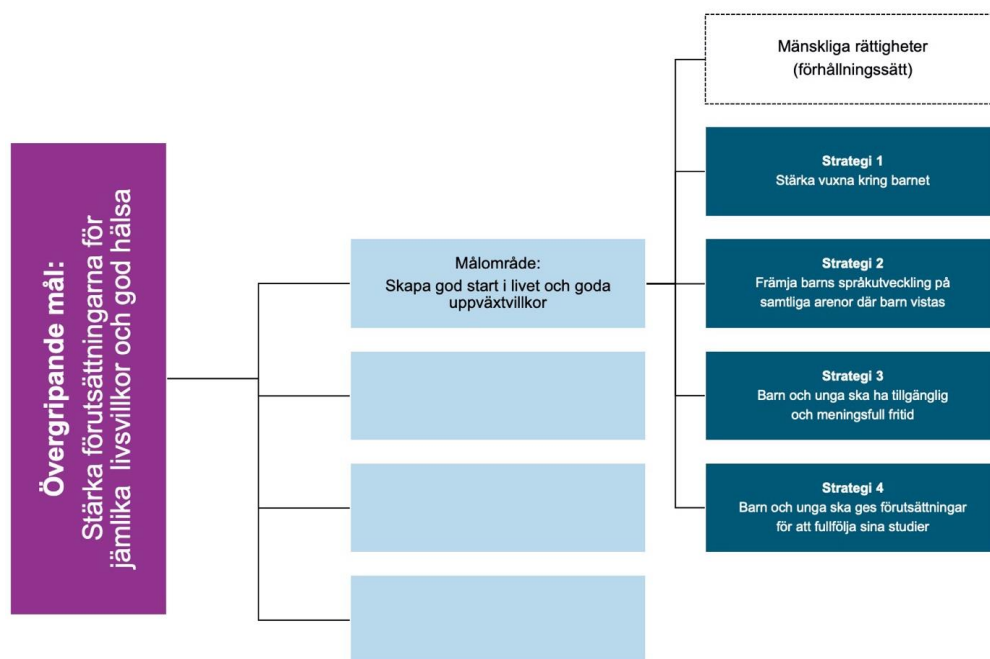 Övergripande mål:
Stärka förutsättningarna för
jämlika livsvillkor och god hälsa
Målområde:
Skapa god start i livet och goda
uppväxtvillkor
Mänskliga rättigheter
(förhållningssätt)
Strategi 1
Stärka vuxna kring barnet
Strategi 2
Främja barns språkutveckling på
samtliga arenor där barn vistas
Strategi 3
Barn och unga ska ha tillgänglig
och meningsfull fritid
Strategi 4
Barn och unga ska ges förutsättningar
för att fullfölja sina studier